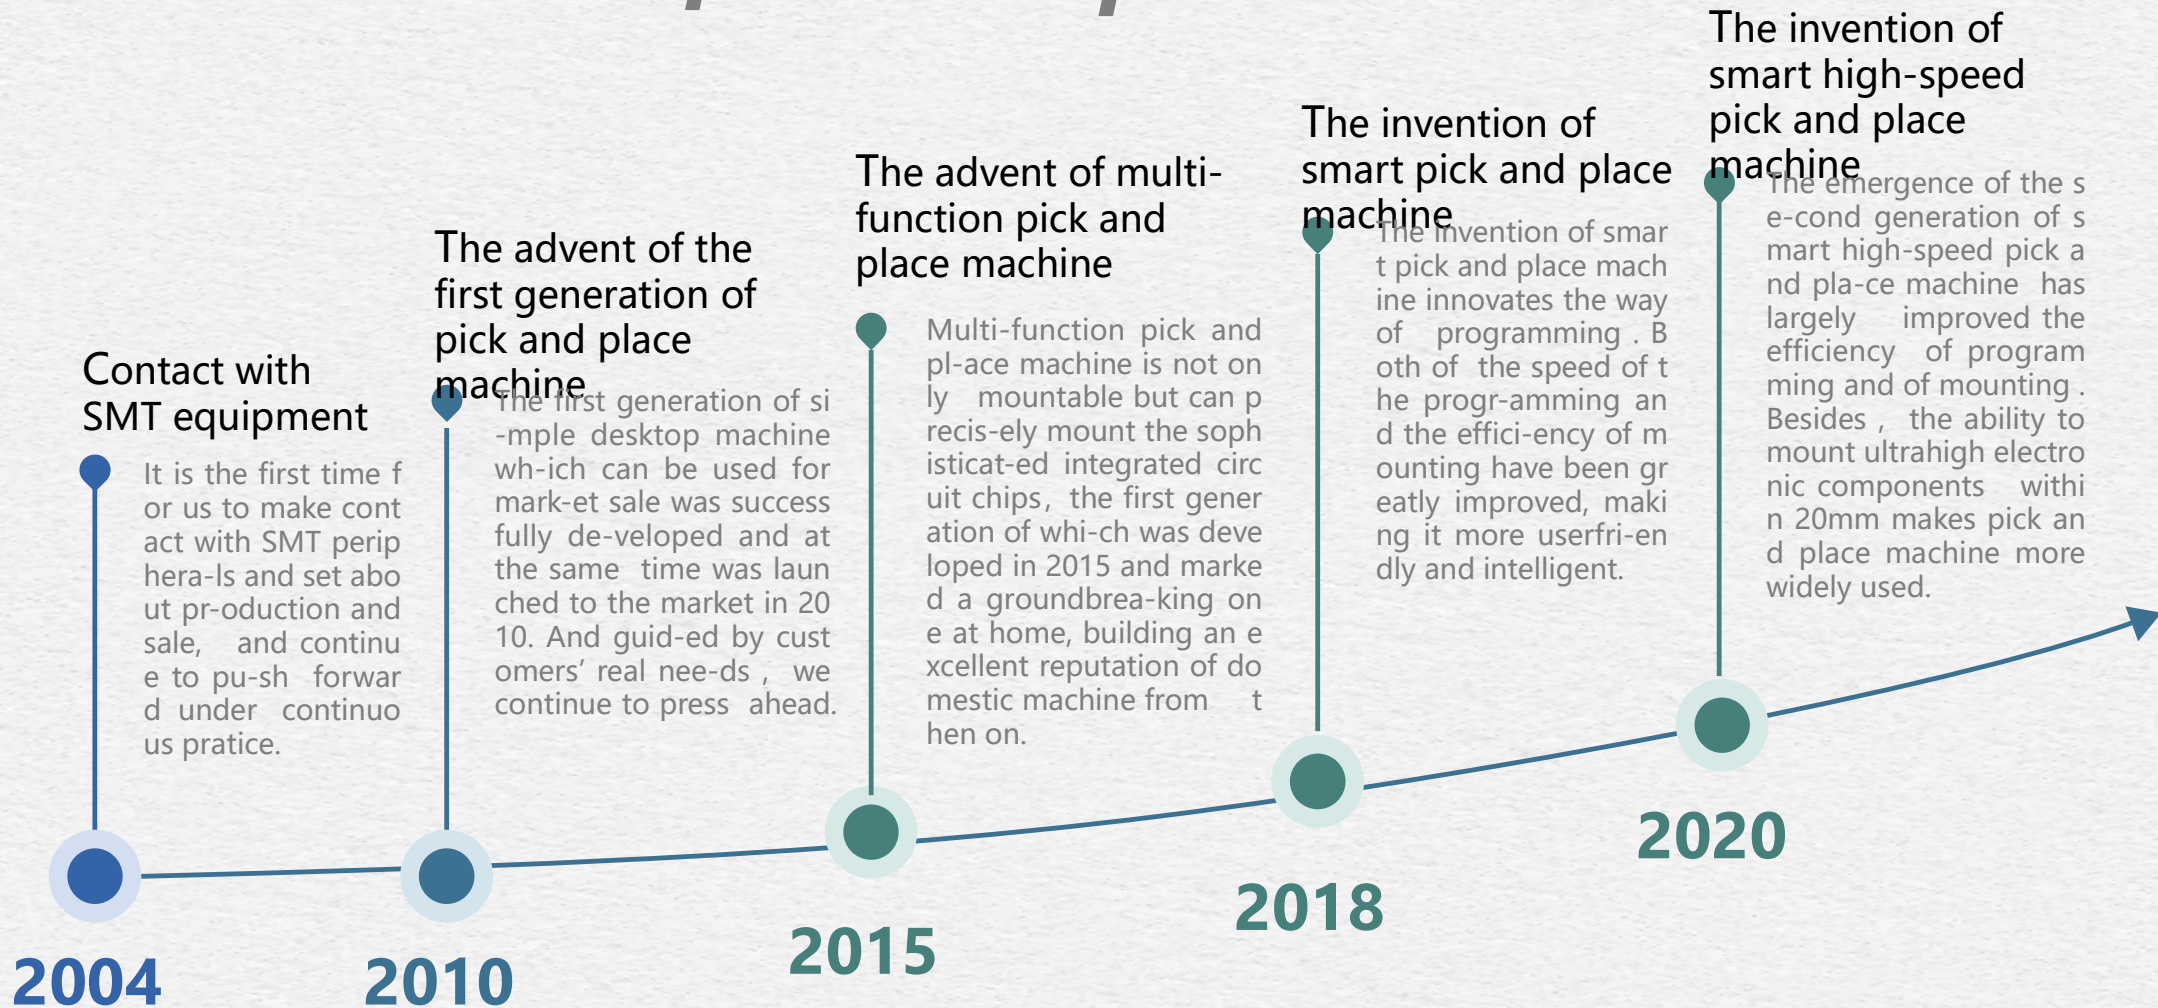 Contact with
SMT equipment
It is the first time f
or us to make cont
act with SMT perip
hera-ls and set abo
ut pr-oduction and
sale, and continu
e to pu-sh forwar
d under continuo
us pratice.
2004
The advent of the
first generation of
pick and place
machine
The first generation of si
-mple desktop machine
wh-ich can be used for
mark-et sale was success
fully de-veloped and at
the same time was laun
ched to the market in 20
10. And guid-ed by cust
omers’ real nee-ds , we
continue to press ahead.
2010
The advent of multi-
function pick and
place machine
Multi-function pick and
pl-ace machine is not on
ly mountable but can p
recis-ely mount the soph
isticat-ed integrated circ
uit chips, the first gener
ation of whi-ch was deve
loped in 2015 and marke
d a groundbrea-king on
e at home, building an e
xcellent reputation of do
mestic machine from t
hen on.
2015
The invention of
smart pick and place
machine
The invention of smar
t pick and place mach
ine innovates the way
of programming . B
oth of the speed of t
he progr-amming an
d the effici-ency of m
ounting have been gr
eatly improved, maki
ng it more userfri-en
dly and intelligent.
2018
The invention of
smart high-speed
pick and place
machine
The emergence of the s
e-cond generation of s
mart high-speed pick a
nd pla-ce machine has
largely improved the
efficiency of program
ming and of mounting .
Besides , the ability to
mount ultrahigh electro
nic components withi
n 20mm makes pick an
d place machine more
widely used.
2020